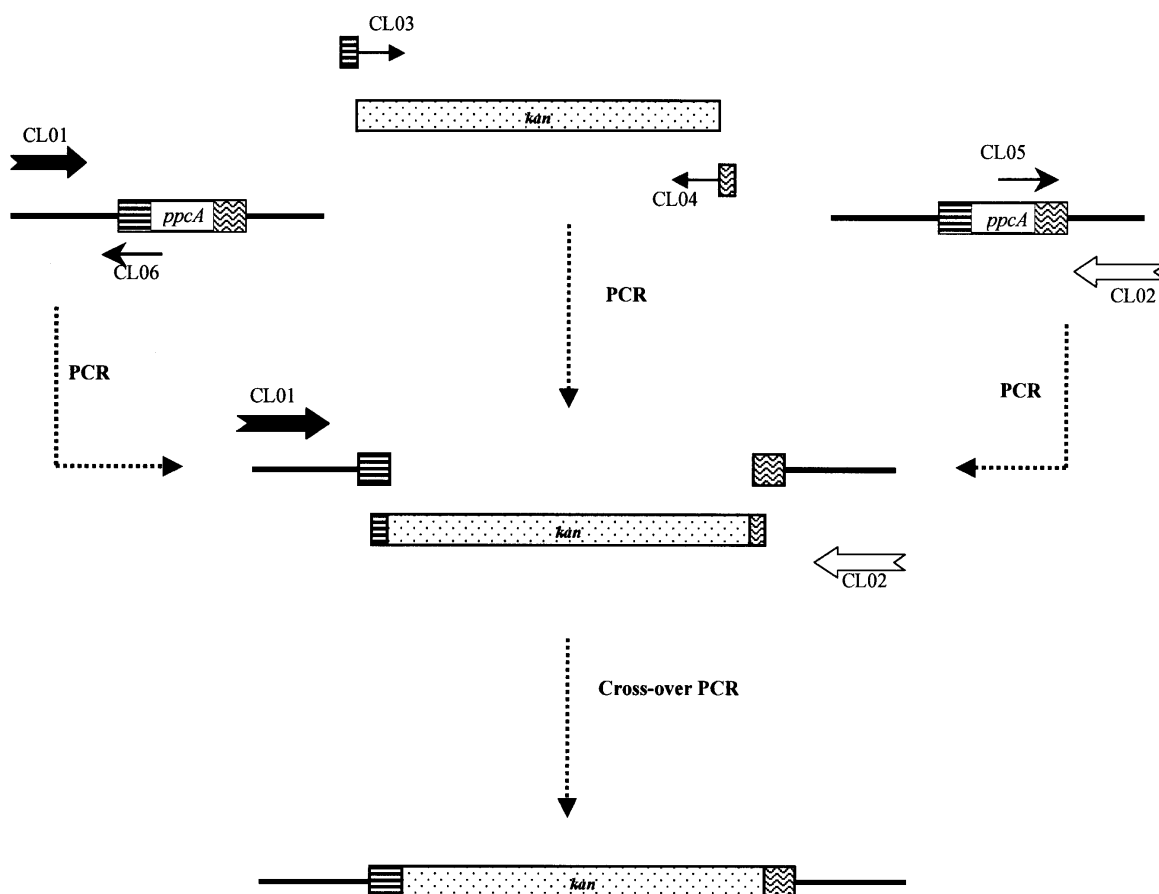 CL03
kan
CL01
CL05
CL04
ppcA
ppcA
CL06
CL02
PCR
PCR
PCR
CL01
kan
CL02
Cross-over PCR
kan